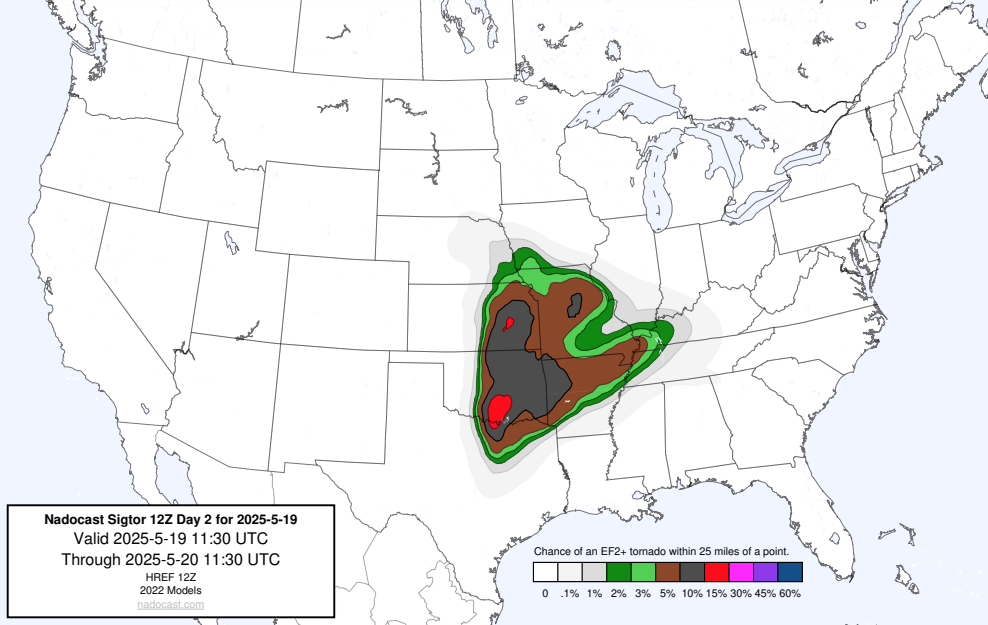 Nadocast Sigtor 12Z Day 2 for 2025-5-19
Valid 2025-5-19 11:30 UTC
Through 2025-5-20 11:30 UTC
HREF 12Z
2022 Models
nadocast.com
Chance of an EF2+ tornado within 25 miles of a point.
0 .1% 1% 2% 3% 5% 10% 15% 30% 45% 60%